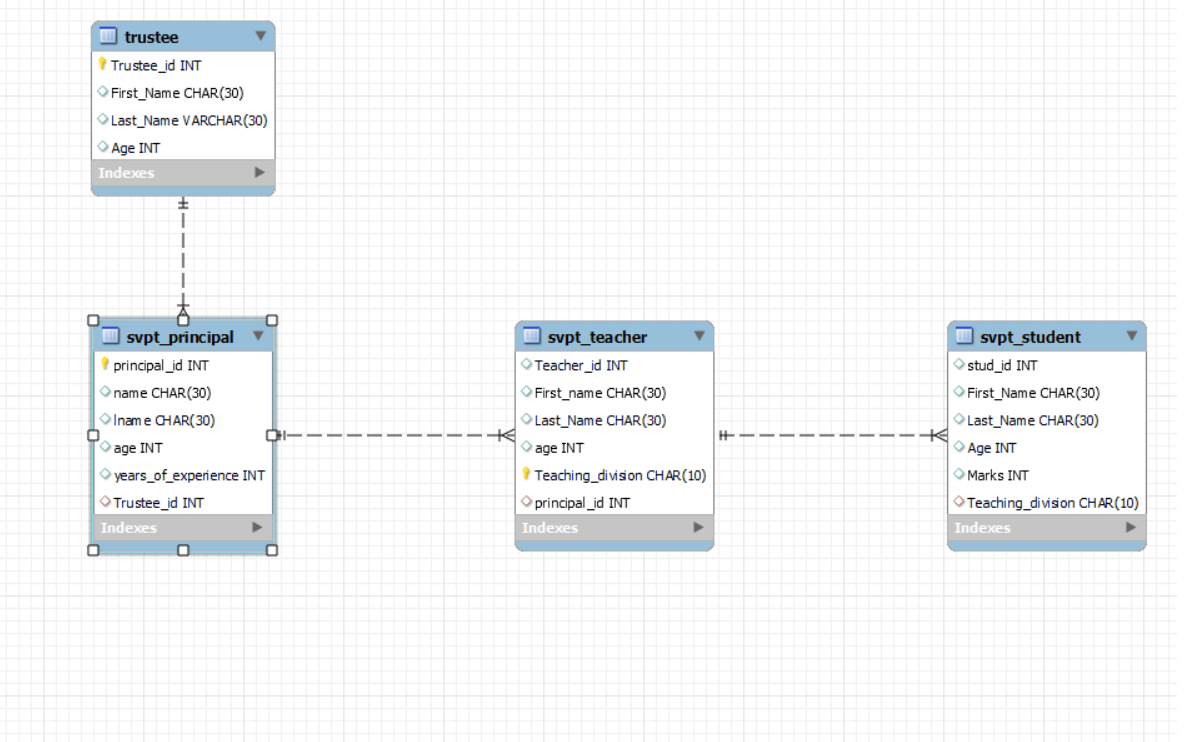 trustee
Trustee_id INT
First_Name CHAR(30)
Last_Name VARCHAR(30)
Age INT
Indexes
svpt_principal
principal_id INT
name CHAR(30)
lname CHAR(30)
age INT
years_of_experience INT
Trustee_id INT
Indexes
svpt_teacher
Teacher_id INT
First_name CHAR(30)
Last_Name CHAR(30)
age INT
Teaching_division CHAR(10)
principal_id INT
Indexes
svpt_student
stud_id INT
First_Name CHAR(30)
Last_Name CHAR(30)
Age INT
Marks INT
Teaching_division CHAR(10)
Indexes